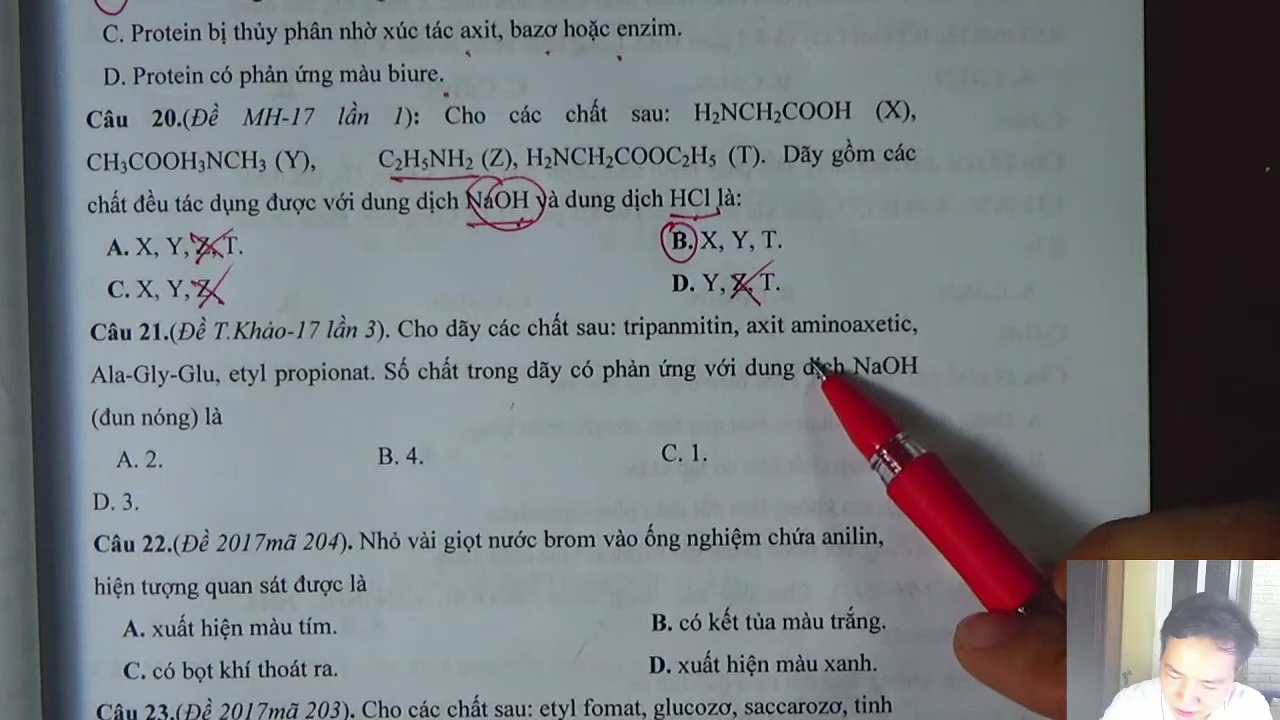 C. Protein bị thủy phân nhờ xúc tác axit, bazơ hoặc enzim.
D. Protein có phản ứng màu biure.
Câu 20.(Đề MH-17 lần 1): Cho các chất sau: H₂NCH₂COOH (X),
CH₃COOH₃NCH₃ (Y), C₂H₅NH₂ (Z), H₂NCH₂COOC₂H₅ (T). Dãy gồm các
chất đều tác dụng được với dung dịch NaOH và dung dịch HCl là:
A. X, Y, Z, T. B. X, Y, T.
C. X, Y, Z D. Y, Z, T.
Câu 21.(Đề T.Khảo-17 lần 3). Cho dãy các chất sau: tripanmitin, axit aminoaxetic,
Ala-Gly-Glu, etyl propionat. Số chất trong dãy có phản ứng với dung dịch NaOH
(đun nóng) là
A. 2. B. 4. C. 1.
D. 3.
Câu 22.(Đề 2017mã 204). Nhỏ vài giọt nước brom vào ống nghiệm chứa anilin,
hiện tượng quan sát được là
A. xuất hiện màu tím. B. có kết tủa màu trắng.
C. có bọt khí thoát ra. D. xuất hiện màu xanh.
Câu 23.(Đề 2017mã 203). Cho các chất sau: etyl fomat, glucozơ, saccarozơ, tinh